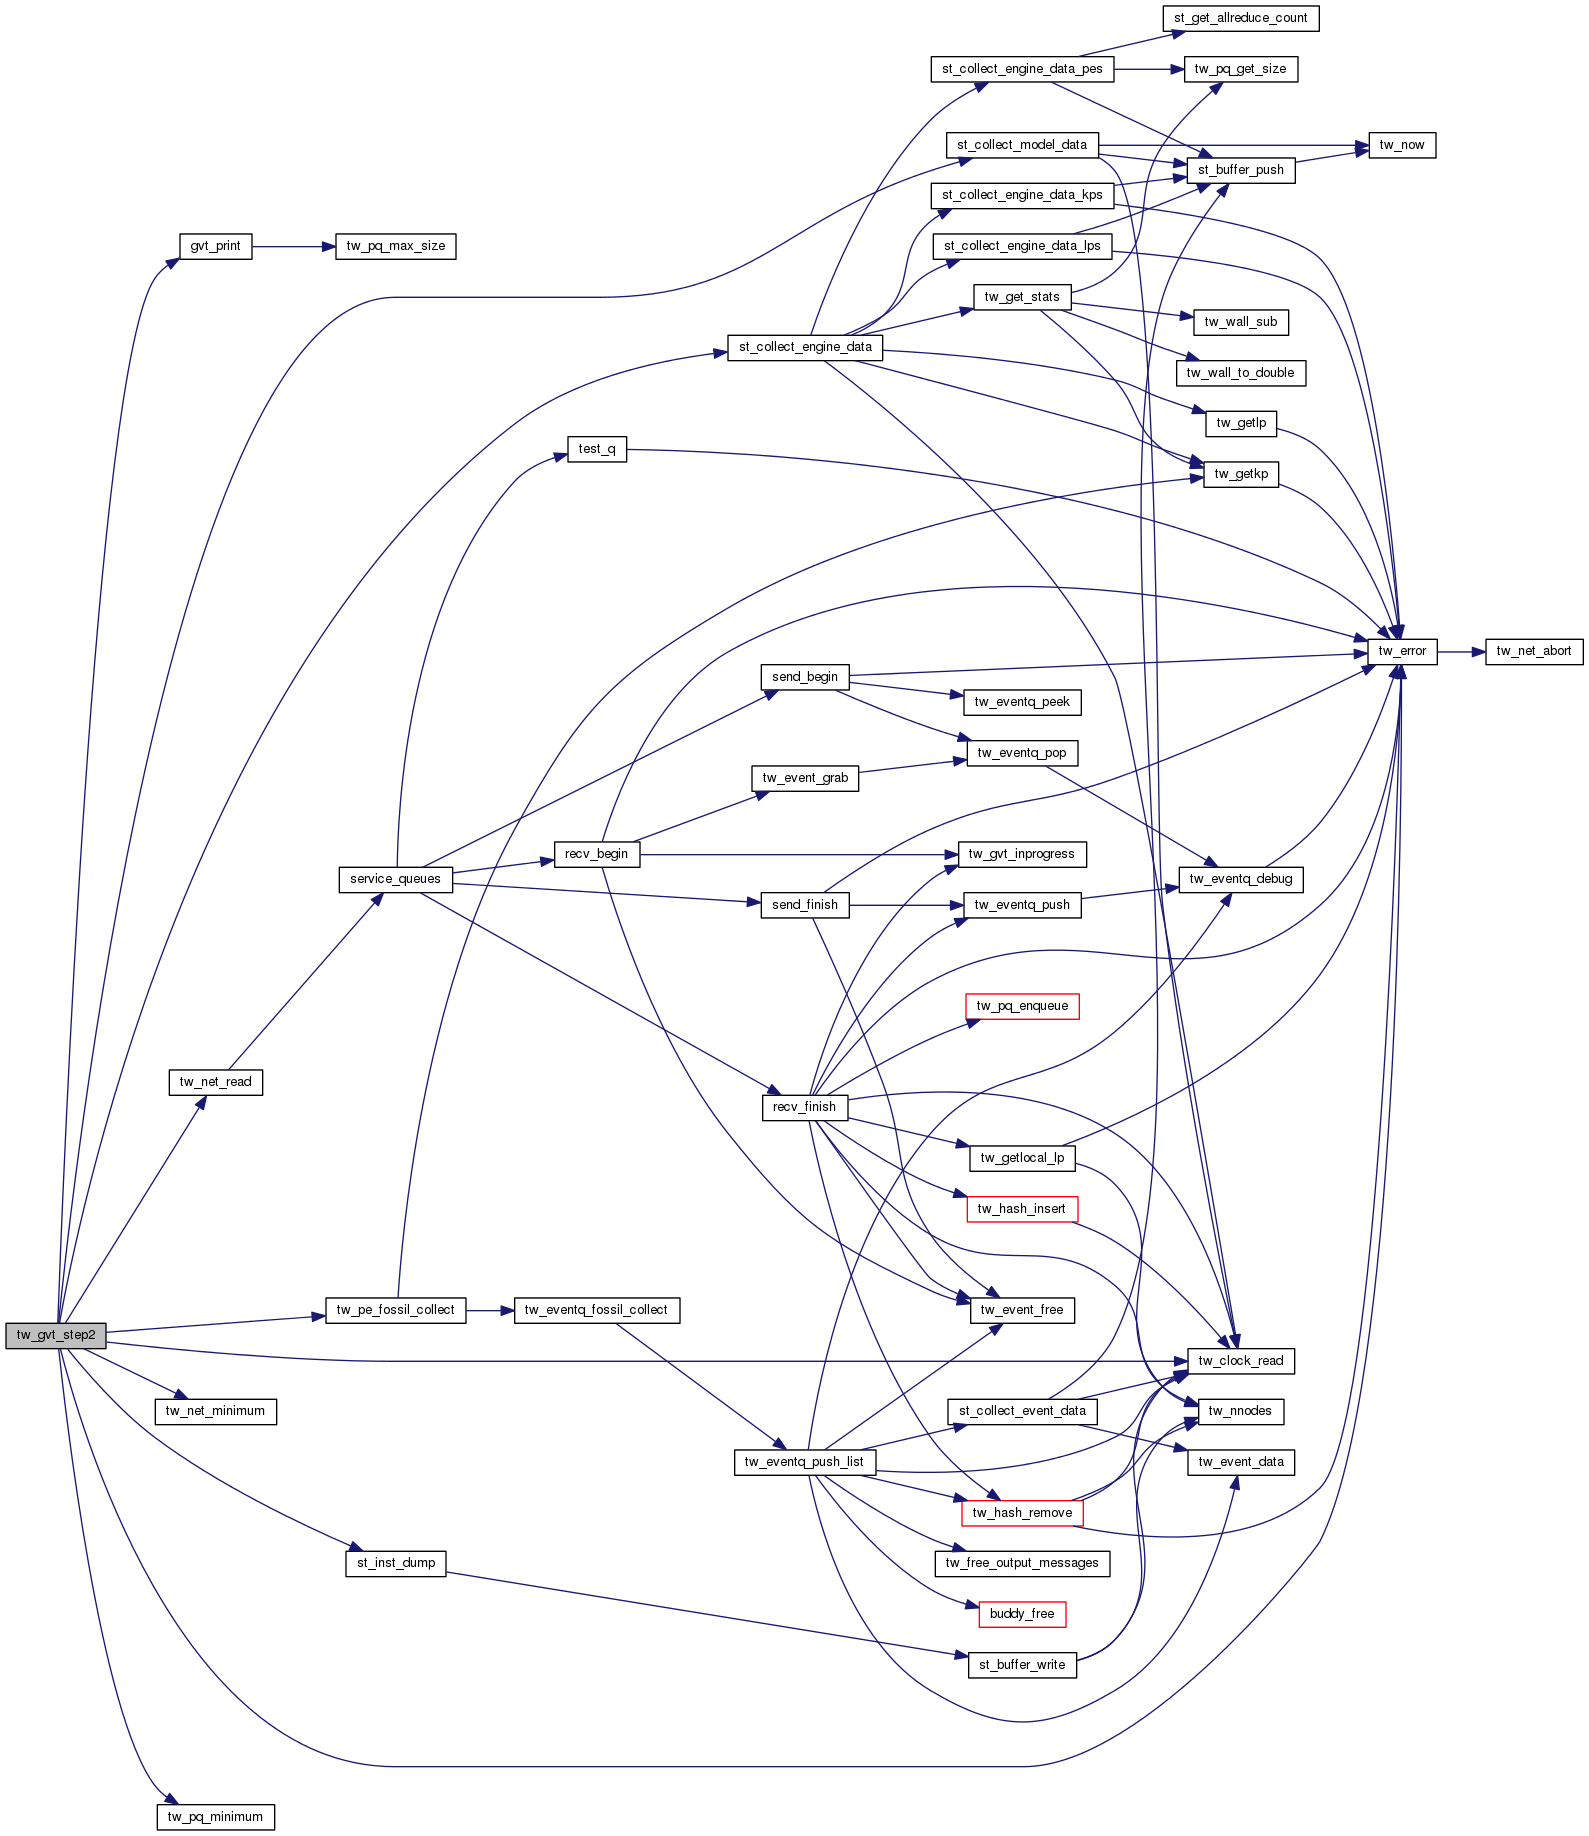 st_get_allreduce_count
st_collect_engine_data_pes
tw_pq_get_size
st_collect_model_data
tw_now
st_buffer_push
st_collect_engine_data_kps
gvt_print
tw_pq_max_size
st_collect_engine_data_lps
tw_get_stats
tw_wall_sub
st_collect_engine_data
tw_wall_to_double
tw_getlp
test_q
tw_getkp
tw_error
tw_net_abort
send_begin
tw_eventq_peek
tw_eventq_pop
tw_event_grab
recv_begin
tw_gvt_inprogress
service_queues
tw_eventq_debug
send_finish
tw_eventq_push
tw_pq_enqueue
tw_net_read
recv_finish
tw_getlocal_lp
tw_hash_insert
tw_pe_fossil_collect
tw_eventq_fossil_collect
tw_event_free
tw_gvt_step2
tw_clock_read
tw_net_minimum
st_collect_event_data
tw_nnodes
tw_eventq_push_list
tw_event_data
tw_hash_remove
st_inst_dump
tw_free_output_messages
buddy_free
st_buffer_write
tw_pq_minimum